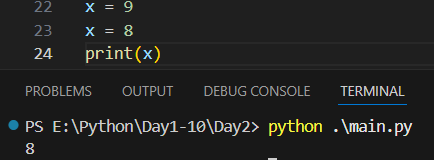 22 x = 9
23 x = 8
24 print(x)
PROBLEMS OUTPUT DEBUG CONSOLE TERMINAL
PS E:\Python\Day1-10\Day2> python .\main.py
8